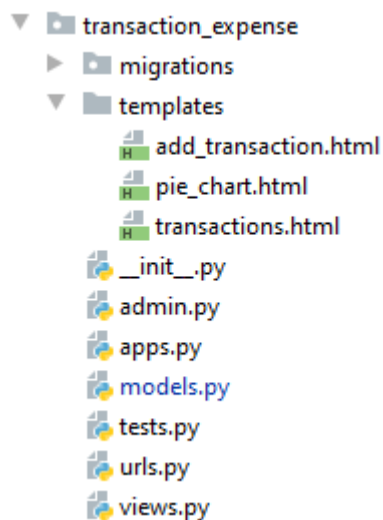 transaction_expense
migrations
templates
add_transaction.html
pie_chart.html
transactions.html
__init__.py
admin.py
apps.py
models.py
tests.py
urls.py
views.py